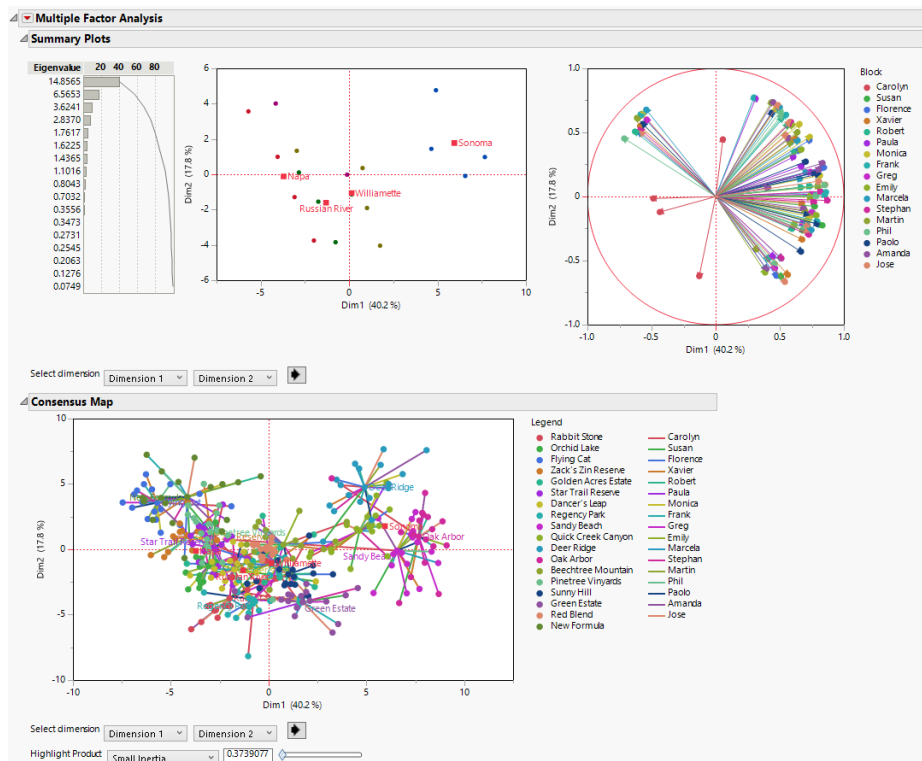 Multiple Factor Analysis
Summary Plots
Eigenvalue 20 40 60 80
14.8565
6.5653
3.6241
2.8370
1.7617
1.6225
1.4365
1.1016
0.8043
0.7032
0.3556
0.3473
0.2731
0.2545
0.2063
0.1276
0.0749
6
4
2
0
-2
-4
-6
Dim2 (17.8 %)
Sonoma
Napa
Williamette
Russian River
-5 0 5 10
Dim1 (40.2 %)
1.0
0.5
0
-0.5
-1.0
Dim2 (17.8 %)
-1.0 -0.5 0 0.5 1.0
Dim1 (40.2 %)
Block
Carolyn
Susan
Florence
Xavier
Robert
Paula
Monica
Frank
Greg
Emily
Marcela
Stephan
Martin
Phil
Paolo
Amanda
Jose
Select dimension Dimension 1 Dimension 2
Consensus Map
10
5
0
-5
-10
Dim2 (17.8 %)
Ridge
Oak Arbor
Star Trail
Sandy Bea
Green Estate
-10 -5 0 5 10
Dim1 (40.2 %)
Legend
Rabbit Stone Carolyn
Orchid Lake Susan
Flying Cat Florence
Zack's Zin Reserve Xavier
Golden Acres Estate Robert
Star Trail Reserve Paula
Dancer's Leap Monica
Regency Park Frank
Sandy Beach Greg
Quick Creek Canyon Emily
Deer Ridge Marcela
Oak Arbor Stephan
Beechtree Mountain Martin
Pinetree Vinyards Phil
Sunny Hill Paolo
Green Estate Amanda
Red Blend Jose
New Formula
Select dimension Dimension 1 Dimension 2
Highlight Product Small Inertia 0.3739077